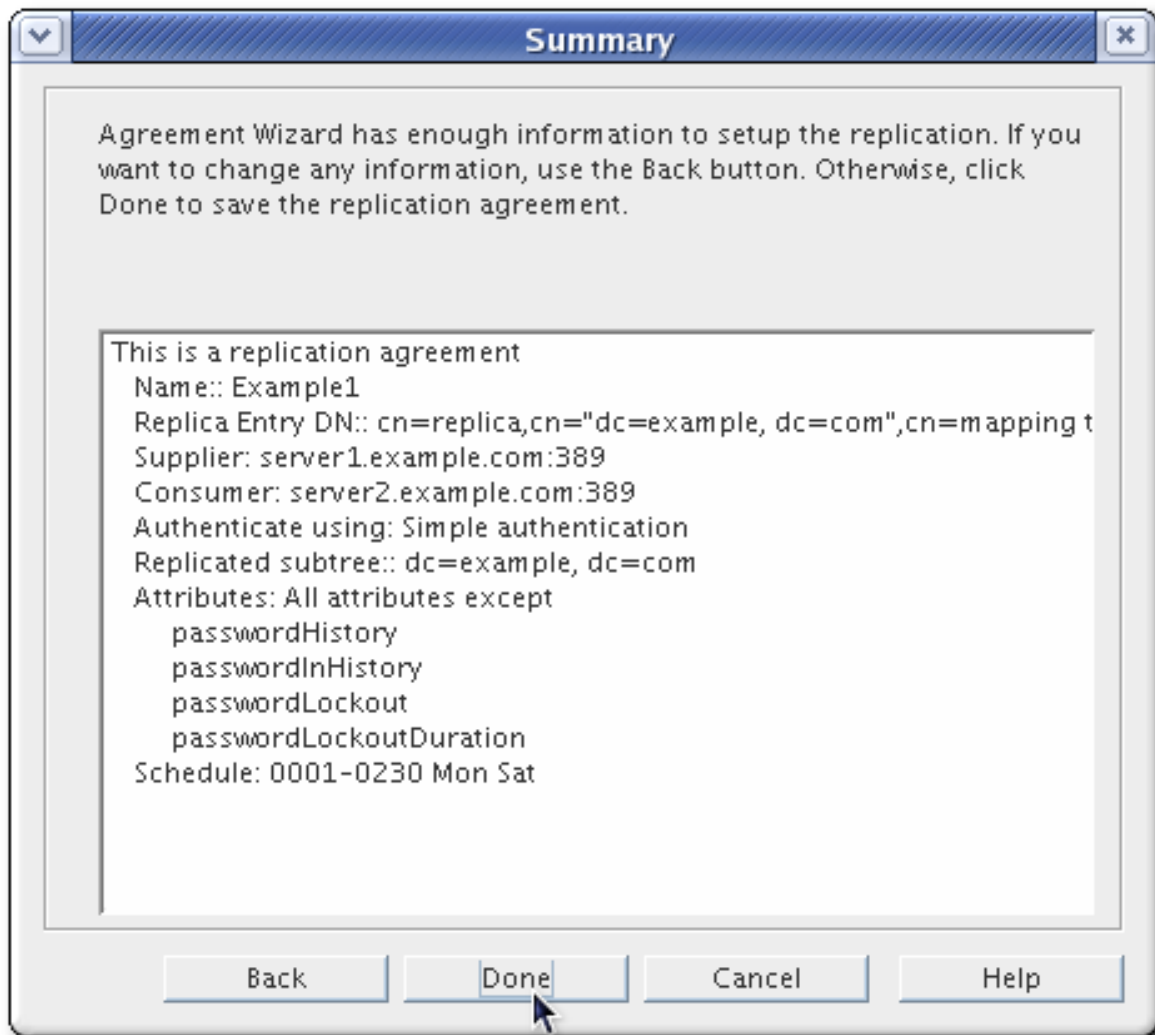 Summary
Agreement Wizard has enough information to setup the replication. If you
want to change any information, use the Back button. Otherwise, click
Done to save the replication agreement.
This is a replication agreement
Name:: Example1
Replica Entry DN:: cn=replica,cn="dc=example, dc=com",cn=mapping t
Supplier: server1.example.com:389
Consumer: server2.example.com:389
Authenticate using: Simple authentication
Replicated subtree:: dc=example, dc=com
Attributes: All attributes except
passwordHistory
passwordInHistory
passwordLockout
passwordLockoutDuration
Schedule: 0001-0230 Mon Sat
Back Done Cancel Help